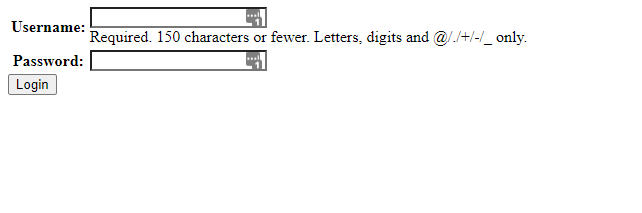 Username:
Required. 150 characters or fewer. Letters, digits and @/./+/-/_ only.
Password:
Login